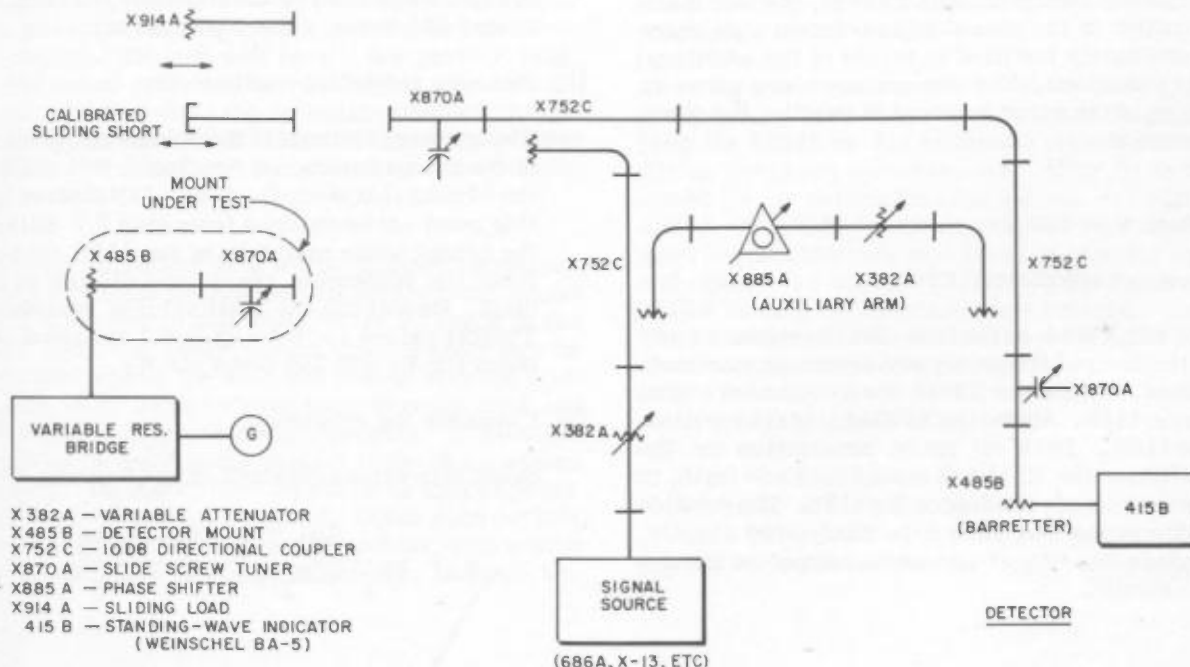 X914A
CALIBRATED
SLIDING SHORT
MOUNT
UNDER TEST
X485B
X870A
VARIABLE RES.
BRIDGE
G
X870A
X752C
X752C
X885A
X382A
(AUXILIARY ARM)
X752C
X870A
X382A
X485B
(BARRETTER)
415B
DETECTOR
SIGNAL
SOURCE
(686A, X-13, ETC)
X382A — VARIABLE ATTENUATOR
X485B — DETECTOR MOUNT
X752C — 10DB DIRECTIONAL COUPLER
X870A — SLIDE SCREW TUNER
X885A — PHASE SHIFTER
X914A — SLIDING LOAD
415B — STANDING-WAVE INDICATOR
(WEINSCHEL BA-5)